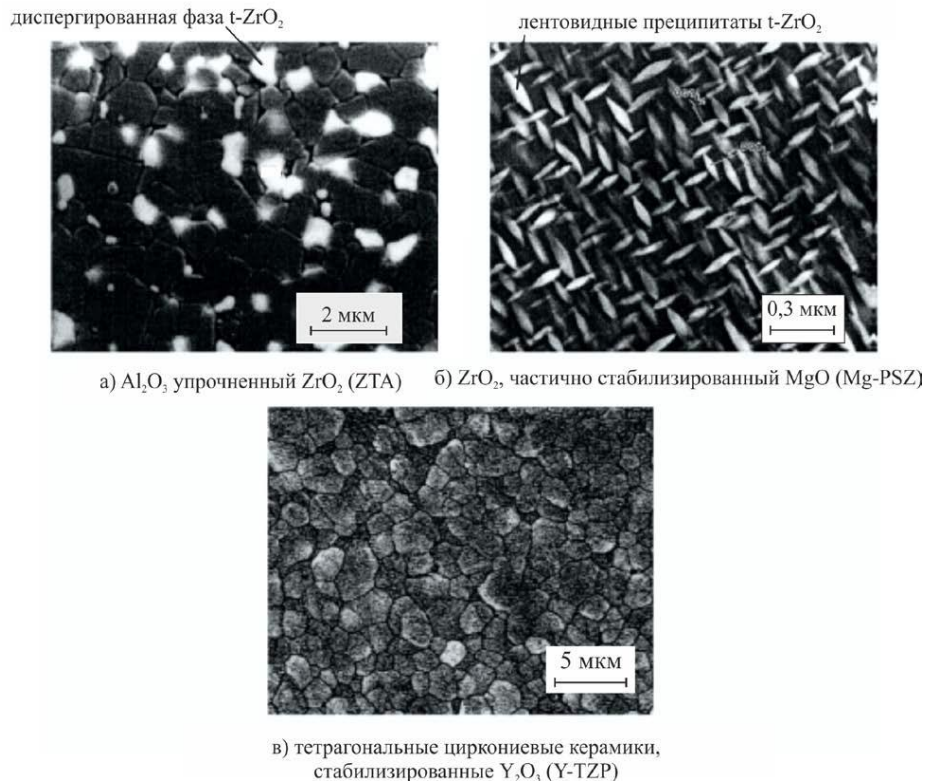 диспергированная фаза t-ZrO₂
лентовидные преципитаты t-ZrO₂
2 мкм
0,3 мкм
а) Al₂O₃ упрочненный ZrO₂ (ZTA)
б) ZrO₂, частично стабилизированный MgO (Mg-PSZ)
5 мкм
в) тетрагональные циркониевые керамики,
стабилизированные Y₂O₃ (Y-TZP)